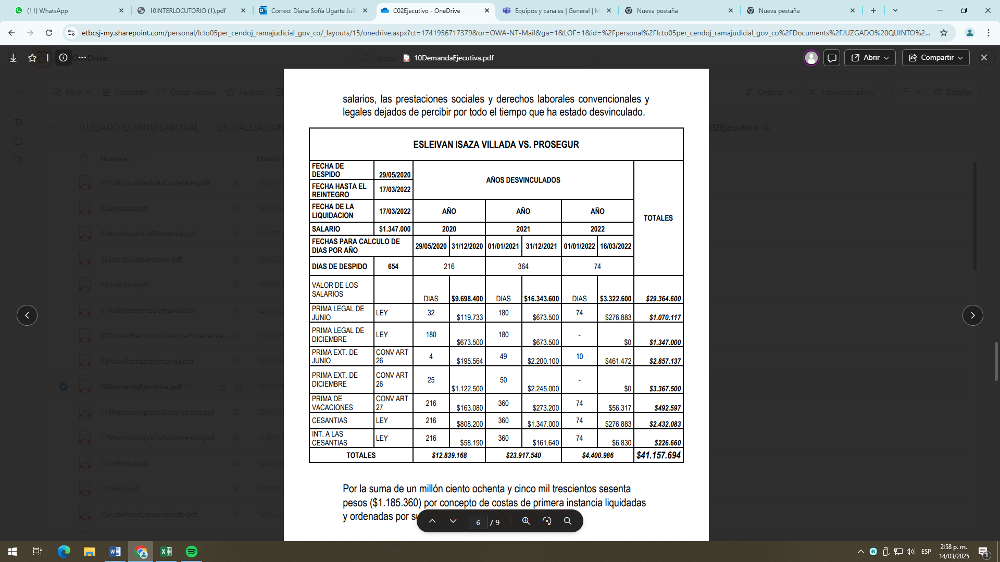 (11) WhatsApp
10INTERLOCUTORIO (1).pdf
Correo: Diana Sofía Ugarte Juli
C02Ejecutivo - OneDrive
Equipos y canales | General | M
Nueva pestaña
Nueva pestaña
etbcsj-my.sharepoint.com/personal/lcto05per_cendoj_ramajudicial_gov_co/_layouts/15/onedrive.aspx?ct=1741956717379&or=OWA-NT-Mail&ga=1&LOF=1&id=%2Fpersonal%2Flcto05per_cendoj_ramajudicial_gov_co%2FDocuments%2FJUZGADO%20QUINTO%2...
OneDrive
Buscar
10DemandaEjecutiva.pdf
Abrir
Compartir
Abrir
Compartir
Copiar vínculo
Favorito
Ordenar
1 seleccionado(s)
Detalles
JUZGADO QUINTO LABORAL
DIGITALIZACION
02Ejecutivo
Nombre
Modifica
02SolicitudMedidasCautelares.pdf 12/07/2
03Solicitud.pdf 12/07/2
04AutoInadmiteDemanda.pdf 12/07/2
05EscritoSubsanacion.pdf 12/07/2
06Solicitud.pdf 12/07/2
07AutoInadmiteDemanda.pdf 12/07/2
08CorreoElectronicoRemiteExpediente.... 12/07/2
09AutoRechazaDemanda.pdf 12/07/2
10DemandaEjecutiva.pdf 12/07/2
11MemorialAportaDocumentos.pdf 12/07/2
12MemorialAportaDocumentos.pdf 12/07/2
13Solicitud.pdf 12/07/2
14Titulo.pdf 12/07/2
15AutoPoneConocimiento.pdf 12/07/2
salarios, las prestaciones sociales y derechos laborales convencionales y
legales dejados de percibir por todo el tiempo que ha estado desvinculado.
ESLEIVAN ISAZA VILLADA VS. PROSEGUR
FECHA DE DESPIDO 29/05/2020 AÑOS DESVINCULADOS TOTALES
FECHA HASTA EL REINTEGRO 17/03/2022
FECHA DE LA LIQUIDACION 17/03/2022 AÑO AÑO AÑO
SALARIO $1.347.000 2020 2021 2022
FECHAS PARA CALCULO DE DIAS POR AÑO 29/05/2020 31/12/2020 01/01/2021 31/12/2021 01/01/2022 16/03/2022
DIAS DE DESPIDO 654 216 364 74
VALOR DE LOS SALARIOS DIAS $9.698.400 DIAS $16.343.600 DIAS $3.322.600 $29.364.600
PRIMA LEGAL DE JUNIO LEY 32 $119.733 180 $673.500 74 $276.883 $1.070.117
PRIMA LEGAL DE DICIEMBRE LEY 180 $673.500 180 $673.500 - $0 $1.347.000
PRIMA EXT. DE JUNIO CONV ART 26 4 $195.564 49 $2.200.100 10 $461.472 $2.857.137
PRIMA EXT. DE DICIEMBRE CONV ART 26 25 $1.122.500 50 $2.245.000 - $0 $3.367.500
PRIMA DE VACACIONES CONV ART 27 216 $163.080 360 $273.200 74 $56.317 $492.597
CESANTIAS LEY 216 $808.200 360 $1.347.000 74 $276.883 $2.432.083
INT. A LAS CESANTIAS LEY 216 $58.190 360 $161.640 74 $6.830 $226.660
TOTALES $12.839.168 $23.917.540 $4.400.986 $41.157.694
Por la suma de un millón ciento ochenta y cinco mil trescientos sesenta
pesos ($1.185.360) por concepto de costas de primera instancia liquidadas
y ordenadas por su
6 / 9
ESP
2:58 p. m.
14/03/2025
1